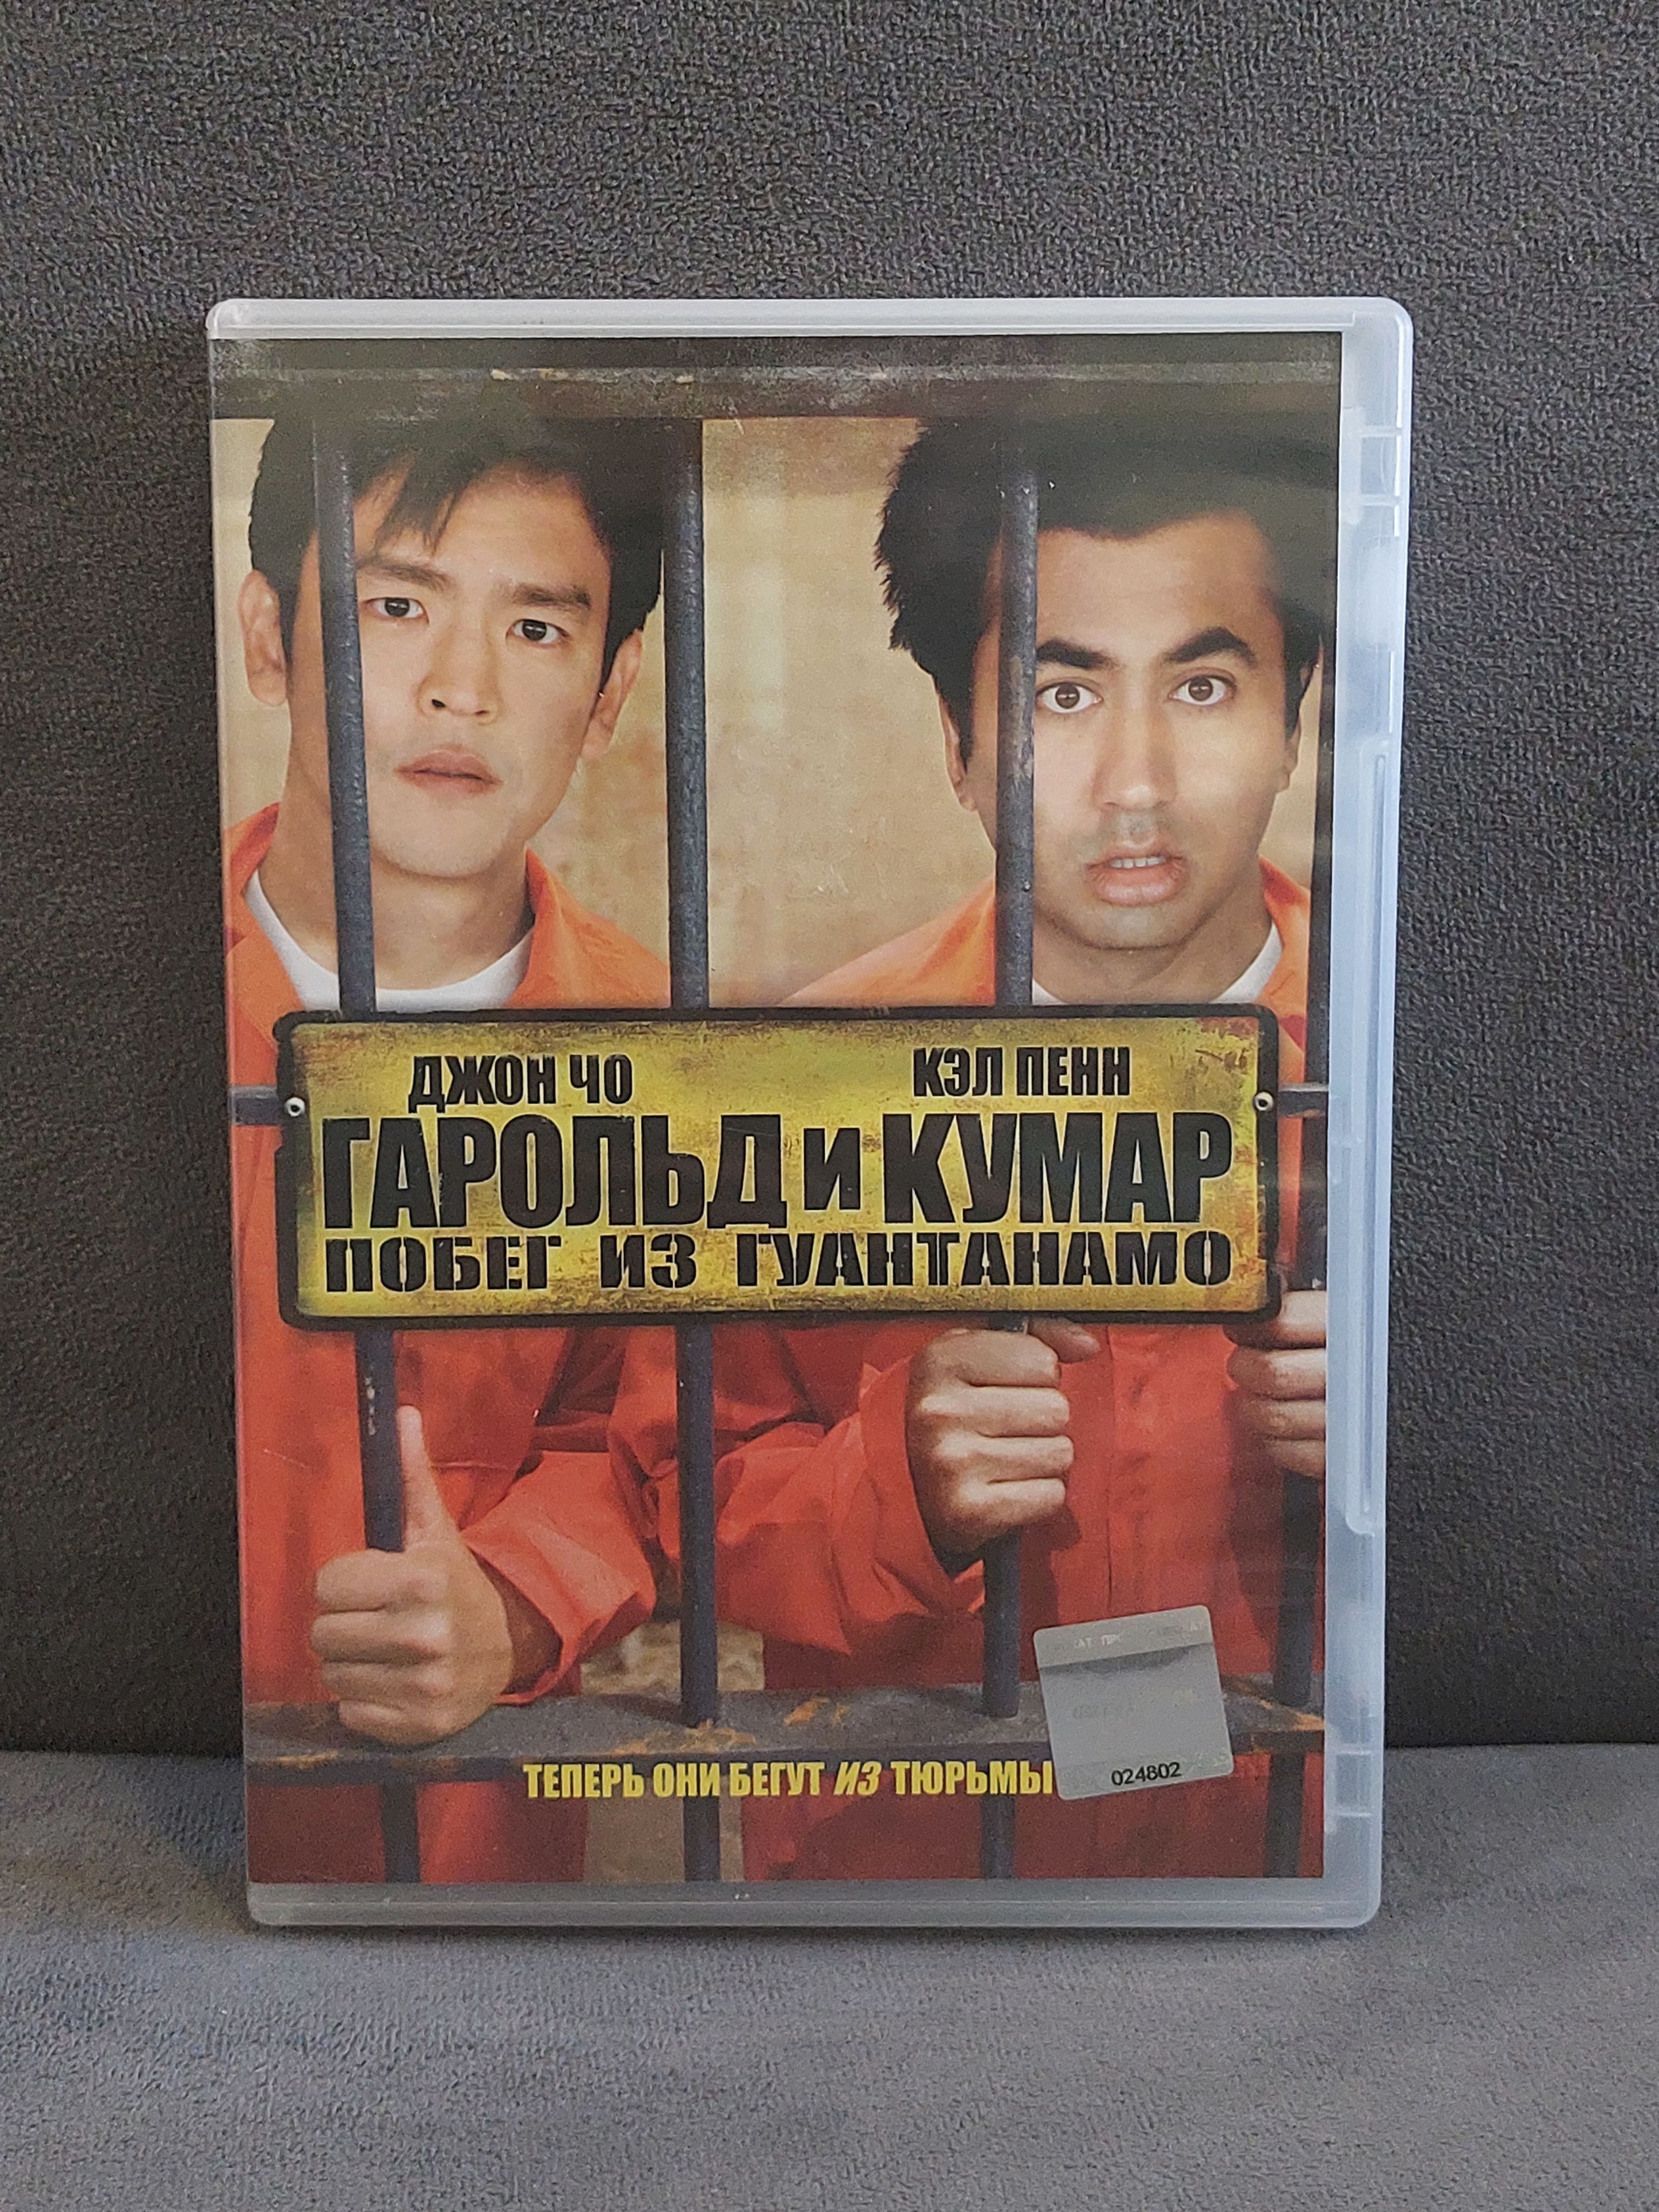 ДЖОН ЧО КЭЛ ПЕНН
ГАРОЛЬД и КУМАР
ПОБЕГ ИЗ ГУАНТАНАМО
ТЕПЕРЬ ОНИ БЕГУТ ИЗ ТЮРЬМЫ
024802